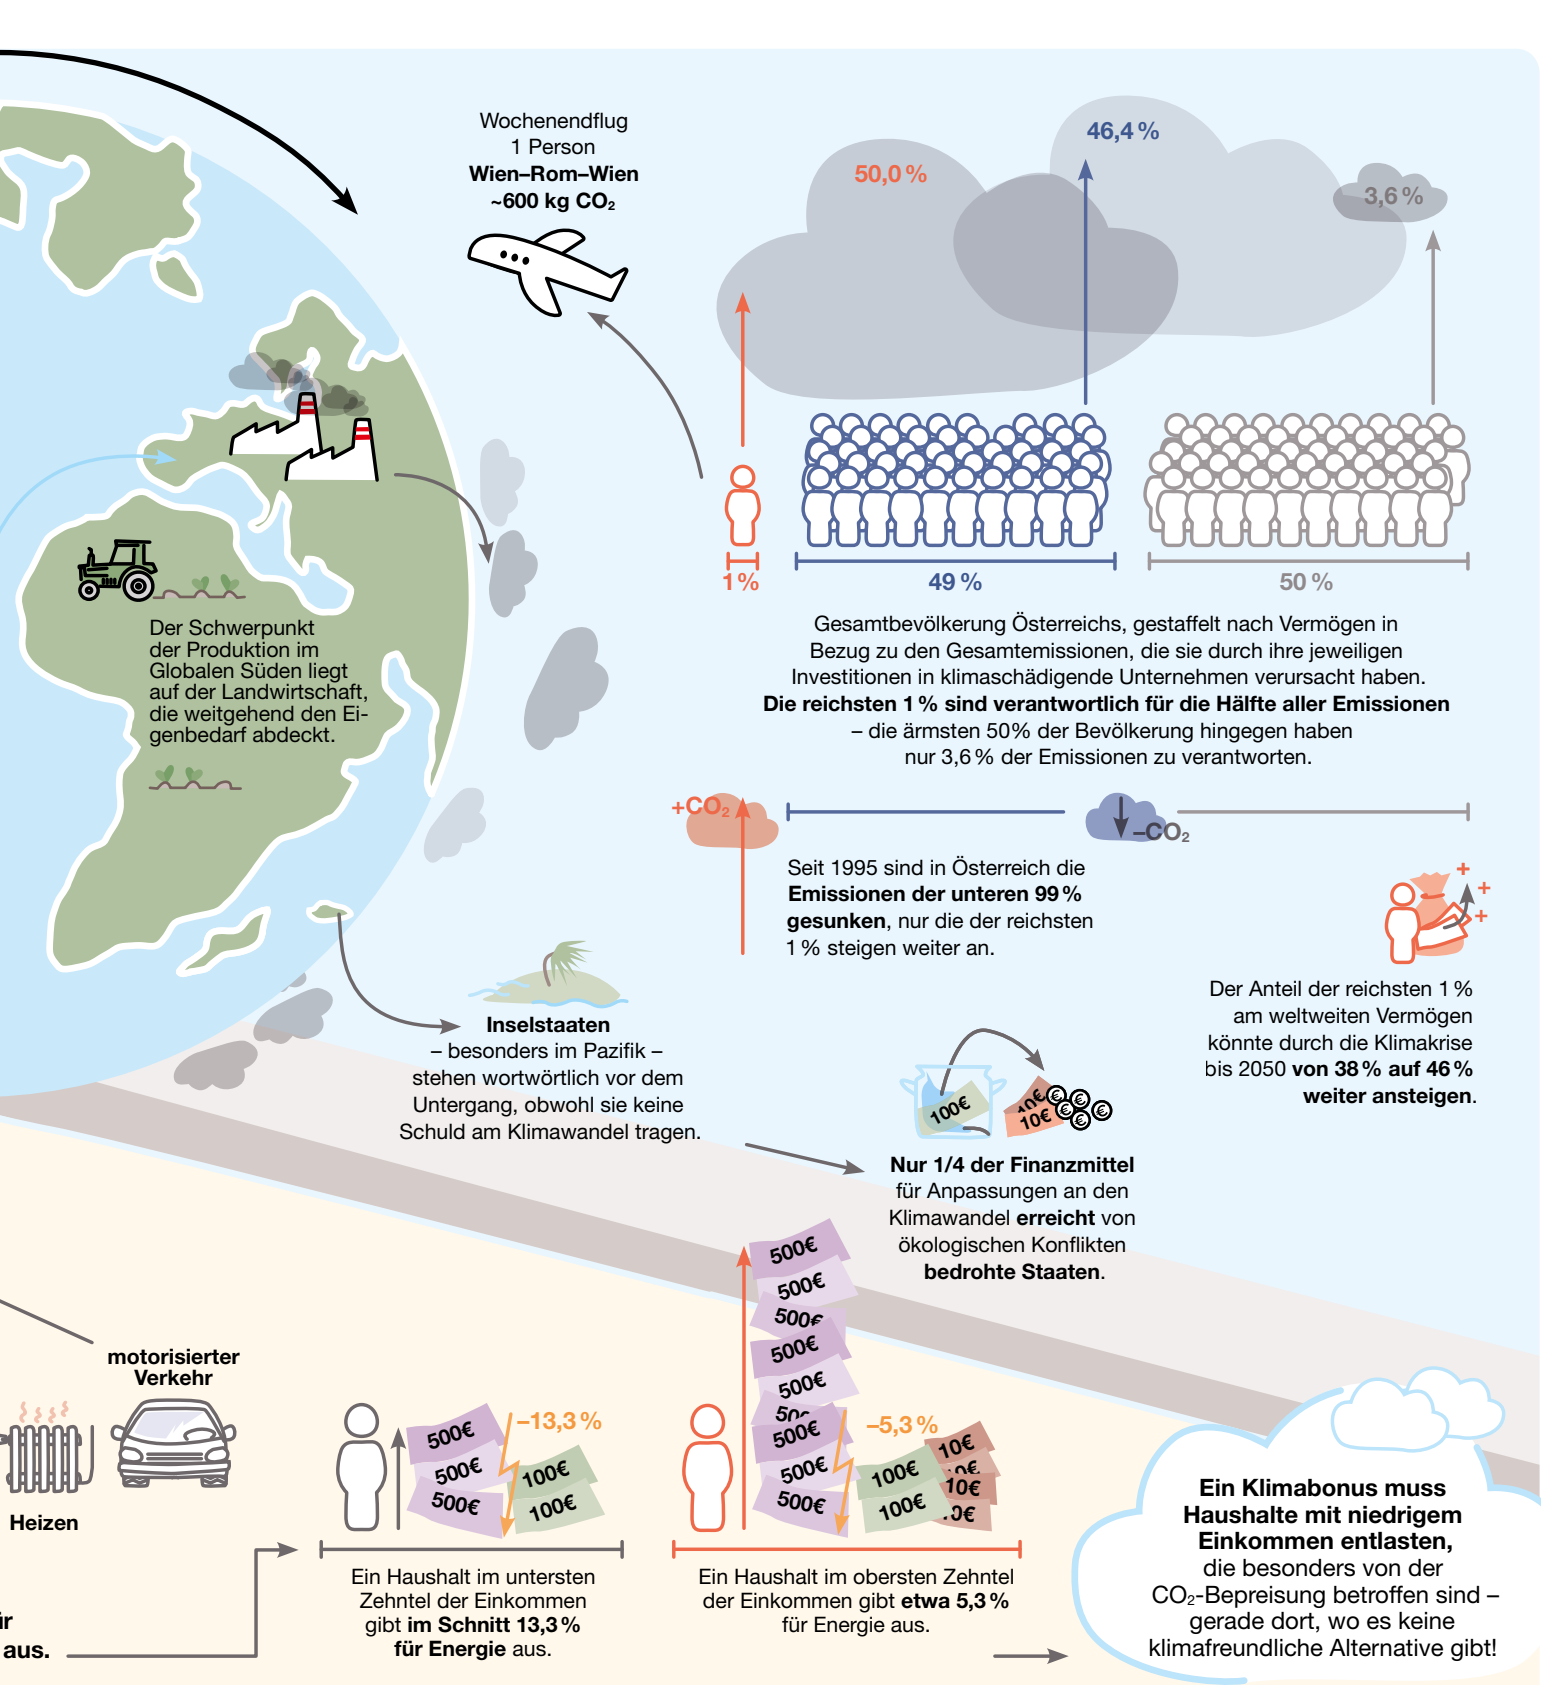 Wochenendflug
1 Person
Wien–Rom–Wien
~600 kg CO₂
50,0 %
46,4 %
3,6 %
1 %
49 %
50 %
Gesamtbevölkerung Österreichs, gestaffelt nach Vermögen in
Bezug zu den Gesamtemissionen, die sie durch ihre jeweiligen
Investitionen in klimaschädigende Unternehmen verursacht haben.
Die reichsten 1 % sind verantwortlich für die Hälfte aller Emissionen
– die ärmsten 50% der Bevölkerung hingegen haben
nur 3,6 % der Emissionen zu verantworten.
Der Schwerpunkt
der Produktion im
Globalen Süden liegt
auf der Landwirtschaft,
die weitgehend den Ei-
genbedarf abdeckt.
+CO₂
–CO₂
Seit 1995 sind in Österreich die
Emissionen der unteren 99 %
gesunken, nur die der reichsten
1 % steigen weiter an.
Der Anteil der reichsten 1 %
am weltweiten Vermögen
könnte durch die Klimakrise
bis 2050 von 38 % auf 46 %
weiter ansteigen.
Inselstaaten
– besonders im Pazifik –
stehen wortwörtlich vor dem
Untergang, obwohl sie keine
Schuld am Klimawandel tragen.
100€
10€
10€
€
€
€
€
€
Nur 1/4 der Finanzmittel
für Anpassungen an den
Klimawandel erreicht von
ökologischen Konflikten
bedrohte Staaten.
motorisierter
Verkehr
Heizen
aus.
500€
500€
500€
–13,3 %
100€
100€
Ein Haushalt im untersten
Zehntel der Einkommen
gibt im Schnitt 13,3 %
für Energie aus.
500€
500€
500€
500€
500€
500€
500€
500€
–5,3 %
100€
100€
10€
10€
Ein Haushalt im obersten Zehntel
der Einkommen gibt etwa 5,3 %
für Energie aus.
Ein Klimabonus muss
Haushalte mit niedrigem
Einkommen entlasten,
die besonders von der
CO₂-Bepreisung betroffen sind –
gerade dort, wo es keine
klimafreundliche Alternative gibt!